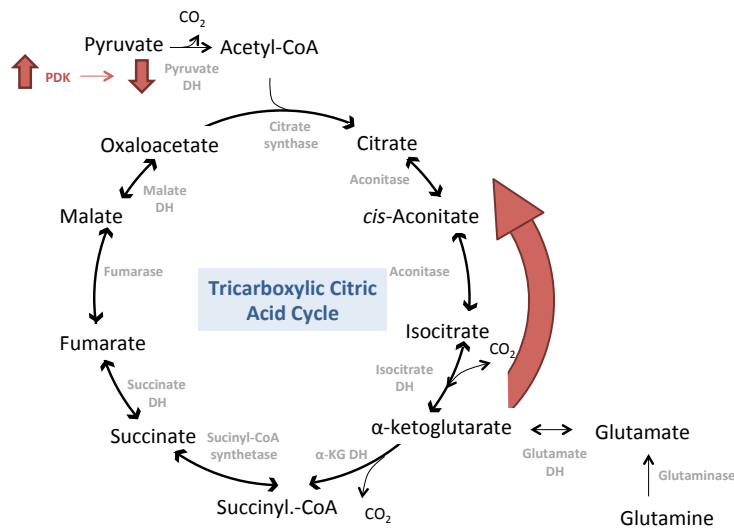 CO2
Pyruvate
Acetyl-CoA
PDK
Pyruvate
DH
Citrate
synthase
Oxaloacetate
Citrate
Malate
DH
Aconitase
Malate
cis-Aconitate
Fumarase
Aconitase
Tricarboxylic Citric
Acid Cycle
Isocitrate
Fumarate
CO2
Isocitrate
DH
Succinate
DH
α-ketoglutarate
Glutamate
Succinate
Sucinyl-CoA
synthetase
α-KG DH
Glutamate
DH
Glutaminase
Succinyl.-CoA
CO2
Glutamine